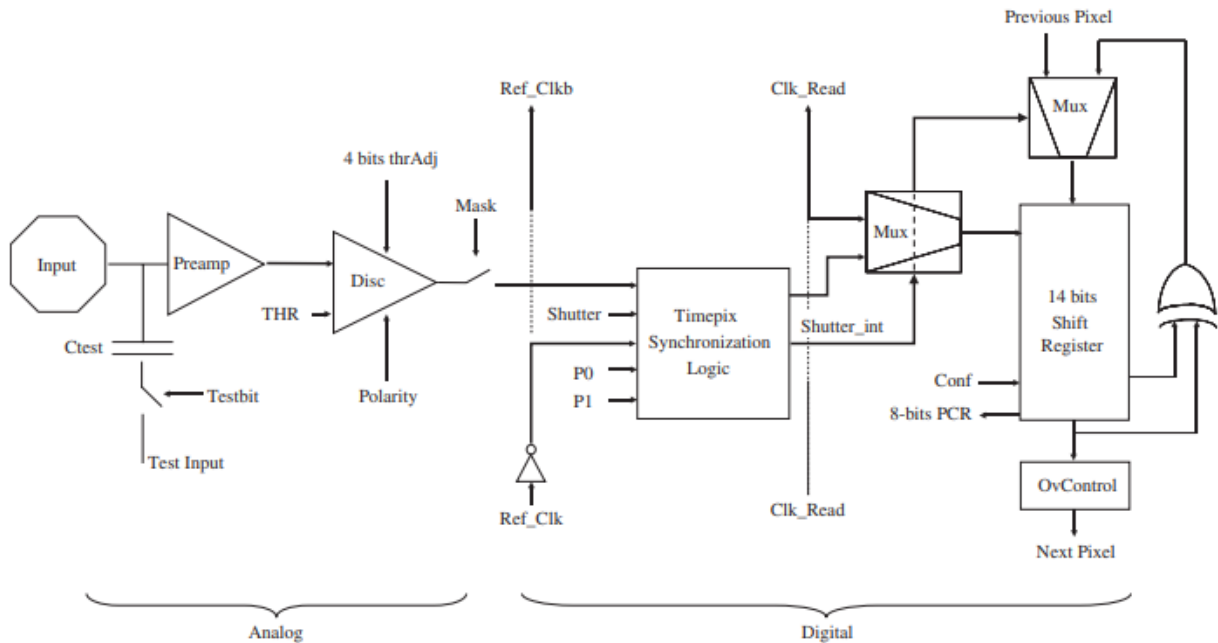 Previous Pixel
Ref_Clkb
Clk_Read
Mux
4 bits thrAdj
Mask
Mux
Input
Preamp
Disc
14 bits
Shift
Register
THR
Shutter
Timepix
Synchronization
Logic
Shutter_int
Ctest
P0
P1
Conf
8-bits PCR
Testbit
Polarity
Test Input
OvControl
Ref_Clk
Clk_Read
Next Pixel
Analog
Digital